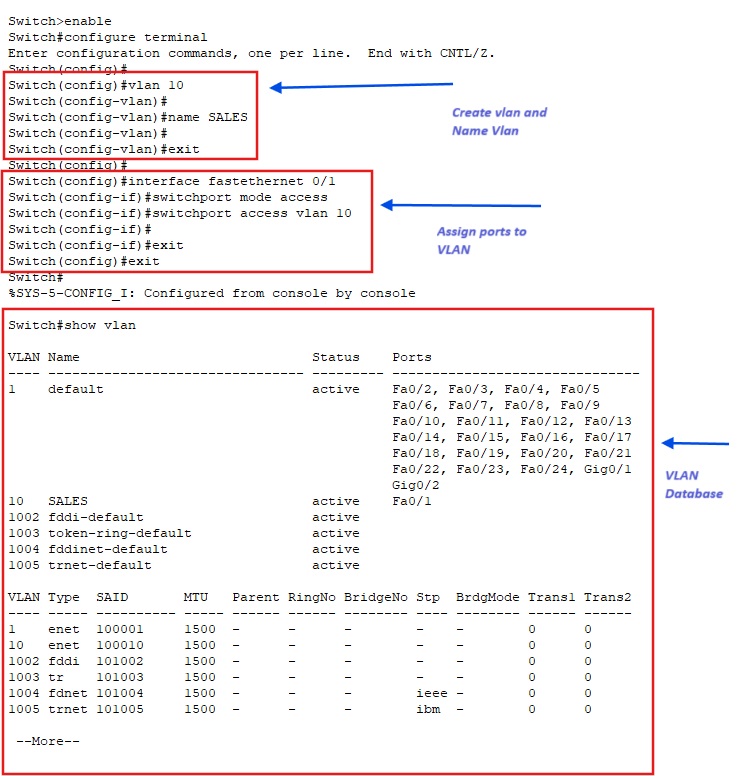 Switch>enable
Switch#configure terminal
Enter configuration commands, one per line.  End with CNTL/Z.
Switch(config)#
Switch(config)#vlan 10
Switch(config-vlan)#
Switch(config-vlan)#name SALES
Switch(config-vlan)#
Switch(config-vlan)#exit
Create vlan and
Name Vlan
Switch(config)#
Switch(config)#interface fastethernet 0/1
Switch(config-if)#switchport mode access
Switch(config-if)#switchport access vlan 10
Switch(config-if)#
Switch(config-if)#exit
Switch(config)#exit
Assign ports to
VLAN
Switch#
%SYS-5-CONFIG_I: Configured from console by console
Switch#show vlan
VLAN Name                             Status    Ports
---- -------------------------------- --------- -------------------------------
1    default                          active    Fa0/2, Fa0/3, Fa0/4, Fa0/5
                                                Fa0/6, Fa0/7, Fa0/8, Fa0/9
                                                Fa0/10, Fa0/11, Fa0/12, Fa0/13
                                                Fa0/14, Fa0/15, Fa0/16, Fa0/17
                                                Fa0/18, Fa0/19, Fa0/20, Fa0/21
                                                Fa0/22, Fa0/23, Fa0/24, Gig0/1
                                                Gig0/2
10   SALES                            active    Fa0/1
1002 fddi-default                     active
1003 token-ring-default               active
1004 fddinet-default                  active
1005 trnet-default                    active
VLAN
Database
VLAN Type  SAID       MTU   Parent RingNo BridgeNo Stp  BrdgMode Trans1 Trans2
---- ----- ---------- ----- ------ ------ -------- ---- -------- ------ ------
1    enet  100001     1500  -      -      -        -    -        0      0
10   enet  100010     1500  -      -      -        -    -        0      0
1002 fddi  101002     1500  -      -      -        -    -        0      0
1003 tr    101003     1500  -      -      -        -    -        0      0
1004 fdnet 101004     1500  -      -      -        ieee -        0      0
1005 trnet 101005     1500  -      -      -        ibm  -        0      0
--More--